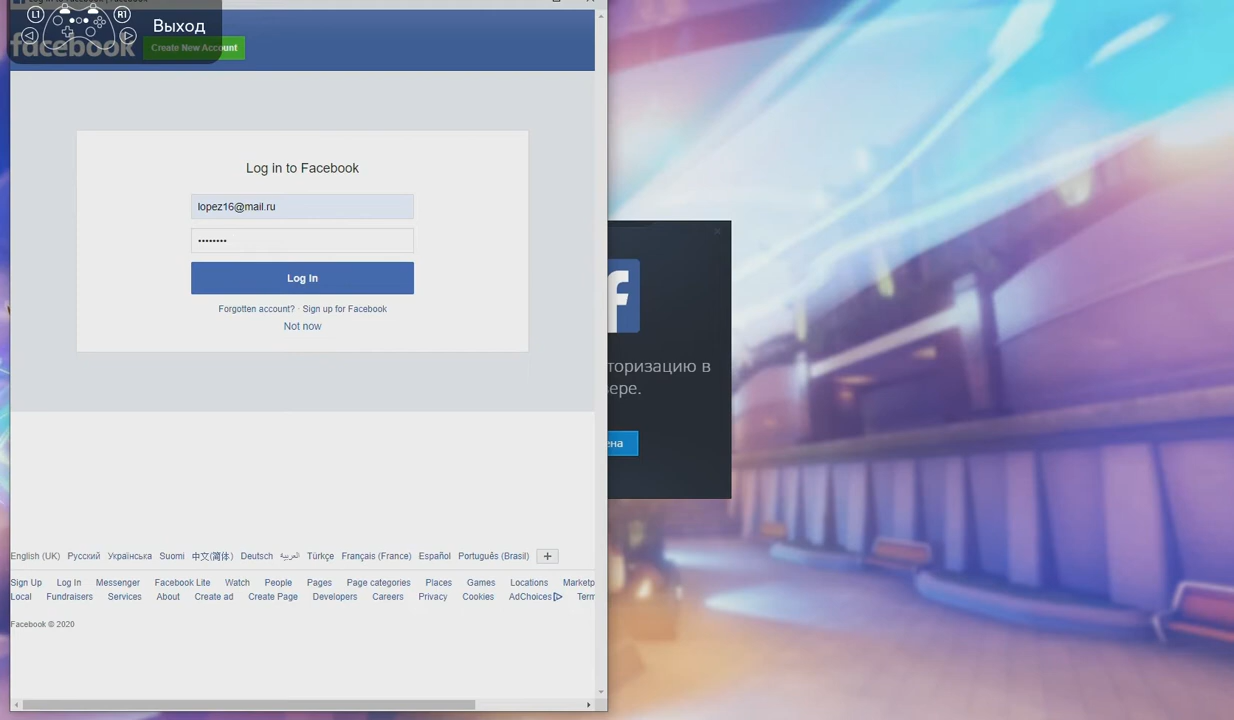 L1
R1
Выход
facebook
Create New Account
Log in to Facebook
lopez16@mail.ru
••••••••
Log In
Forgotten account? · Sign up for Facebook
Not now
f
торизацию в
ере.
ена
English (UK) Русский Українська Suomi 中文(简体) Deutsch العربية Türkçe Français (France) Español Português (Brasil) +
Sign Up Log In Messenger Facebook Lite Watch People Pages Page categories Places Games Locations Marketp
Local Fundraisers Services About Create ad Create Page Developers Careers Privacy Cookies AdChoices Term
Facebook © 2020